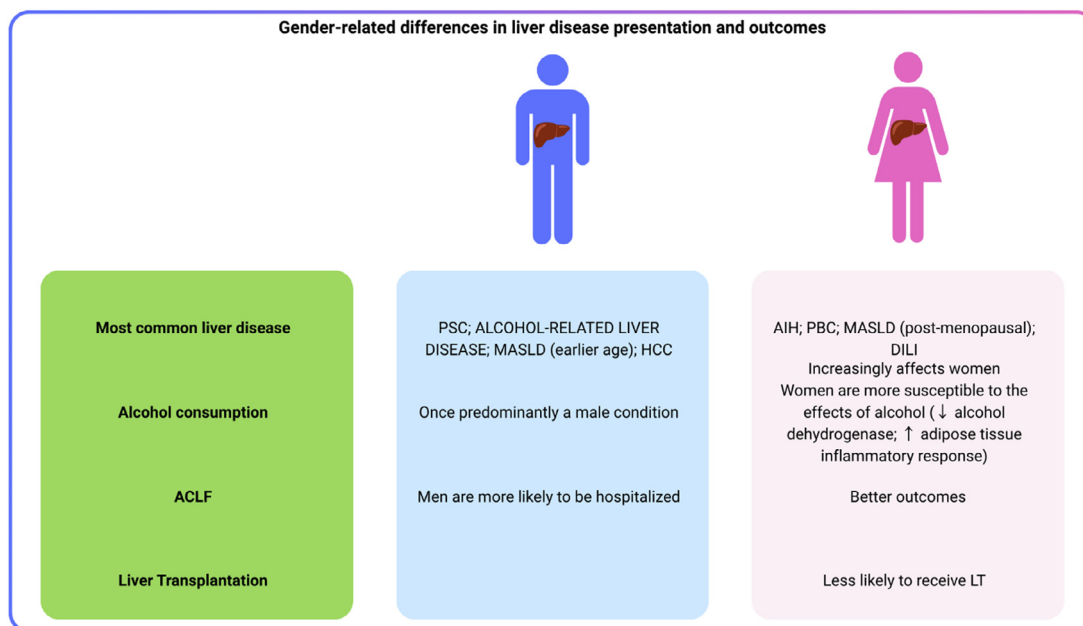 Gender-related differences in liver disease presentation and outcomes
Most common liver disease
PSC; ALCOHOL-RELATED LIVER
DISEASE; MASLD (earlier age); HCC
AIH; PBC; MASLD (post-menopausal);
DILI
Alcohol consumption
Once predominantly a male condition
Increasingly affects women
Women are more susceptible to the
effects of alcohol (↓ alcohol
dehydrogenase; ↑ adipose tissue
inflammatory response)
ACLF
Men are more likely to be hospitalized
Better outcomes
Liver Transplantation
Less likely to receive LT